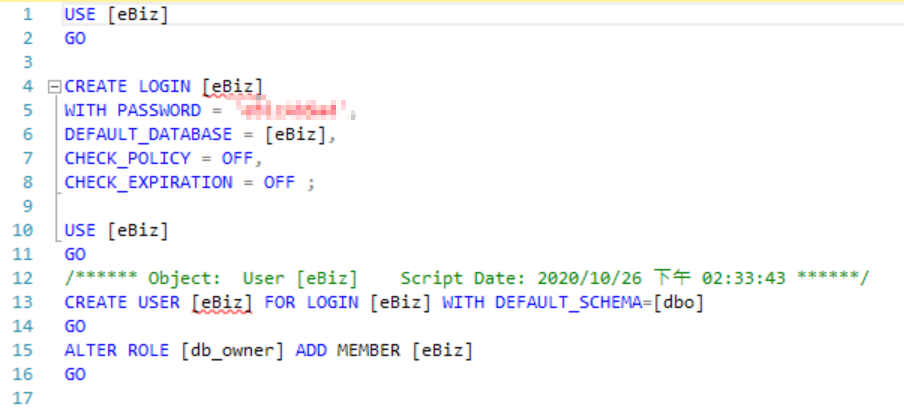 1 USE [eBiz]
2 GO
3
4 CREATE LOGIN [eBiz]
5 WITH PASSWORD = ' ',
6 DEFAULT_DATABASE = [eBiz],
7 CHECK_POLICY = OFF,
8 CHECK_EXPIRATION = OFF ;
9
10 USE [eBiz]
11 GO
12 /****** Object:  User [eBiz]    Script Date: 2020/10/26 下午 02:33:43 ******/
13 CREATE USER [eBiz] FOR LOGIN [eBiz] WITH DEFAULT_SCHEMA=[dbo]
14 GO
15 ALTER ROLE [db_owner] ADD MEMBER [eBiz]
16 GO
17